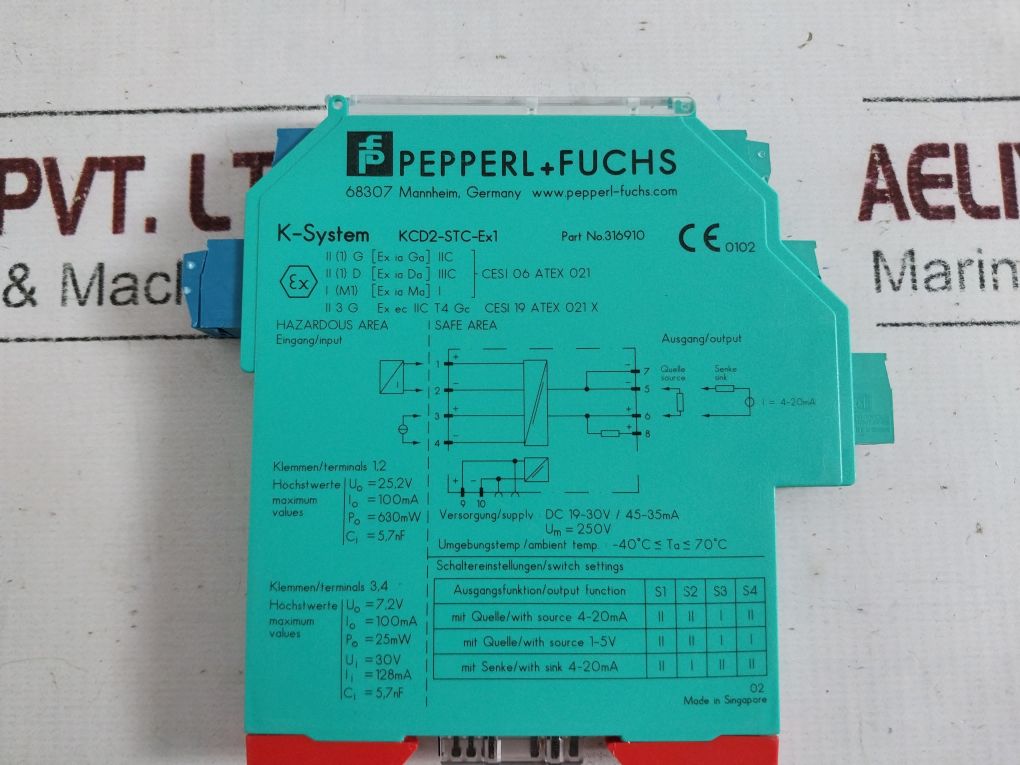 PEPPERL+FUCHS
68307 Mannheim, Germany www.pepperl-fuchs.com
K-System KCD2-STC-Ex1 Part No.316910 CE 0102
Ex
II (1) G [Ex ia Ga] IIC
II (1) D [Ex ia Da] IIIC
I (M1) [Ex ia Ma] I
CESI 06 ATEX 021
II 3 G Ex ec IIC T4 Gc CESI 19 ATEX 021 X
HAZARDOUS AREA
Eingang/input
SAFE AREA
Ausgang/output
Quelle
source
Senke
sink
I = 4-20mA
1 + 2 - 3 + 4 -
- 7
- 5
+ 6
+ 8
+ -
9 10
Klemmen/terminals 1,2
Höchstwerte
maximum
values
Uo = 25,2V
Io = 100mA
Po = 630mW
Ci = 5,7nF
Versorgung/supply : DC 19-30V / 45-35mA
Um = 250V
Umgebungstemp./ambient temp. : -40°C ≤ Ta ≤ 70°C
Schaltereinstellungen/switch settings
Ausgangsfunktion/output function S1 S2 S3 S4
mit Quelle/with source 4-20mA II II I II
mit Quelle/with source 1-5V II II I I
mit Senke/with sink 4-20mA II I II II
Klemmen/terminals 3,4
Höchstwerte
maximum
values
Uo = 7,2V
Io = 100mA
Po = 25mW
Ui = 30V
Ii = 128mA
Ci = 5,7nF
02
Made in Singapore
PVT. LT
& Mach
AELI
Marin